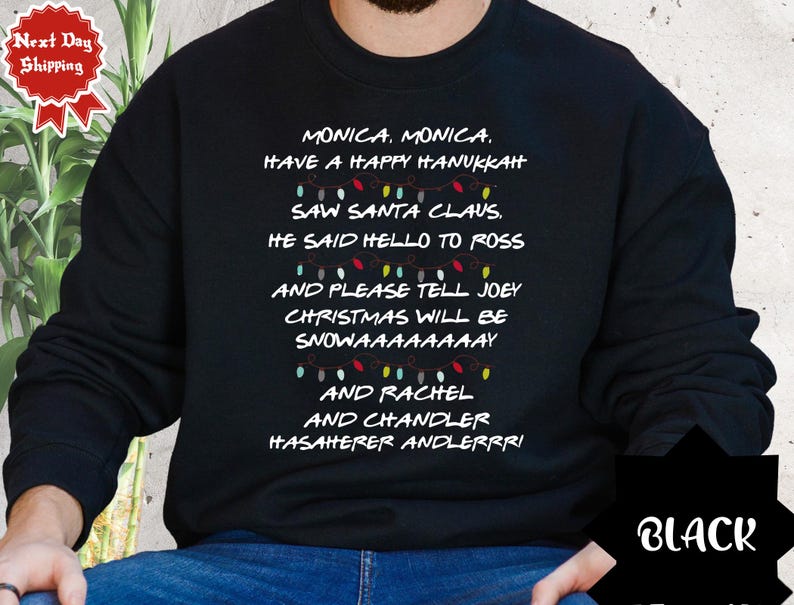 Next Day
Shipping
MONICA, MONICA,
HAVE A HAPPY HANUKKAH
SAW SANTA CLAUS,
HE SAID HELLO TO ROSS
AND PLEASE TELL JOEY
CHRISTMAS WILL BE
SNOWAAAAAAAAY
AND RACHEL
AND CHANDLER
HASAHERER ANDLERRR!
BLACK